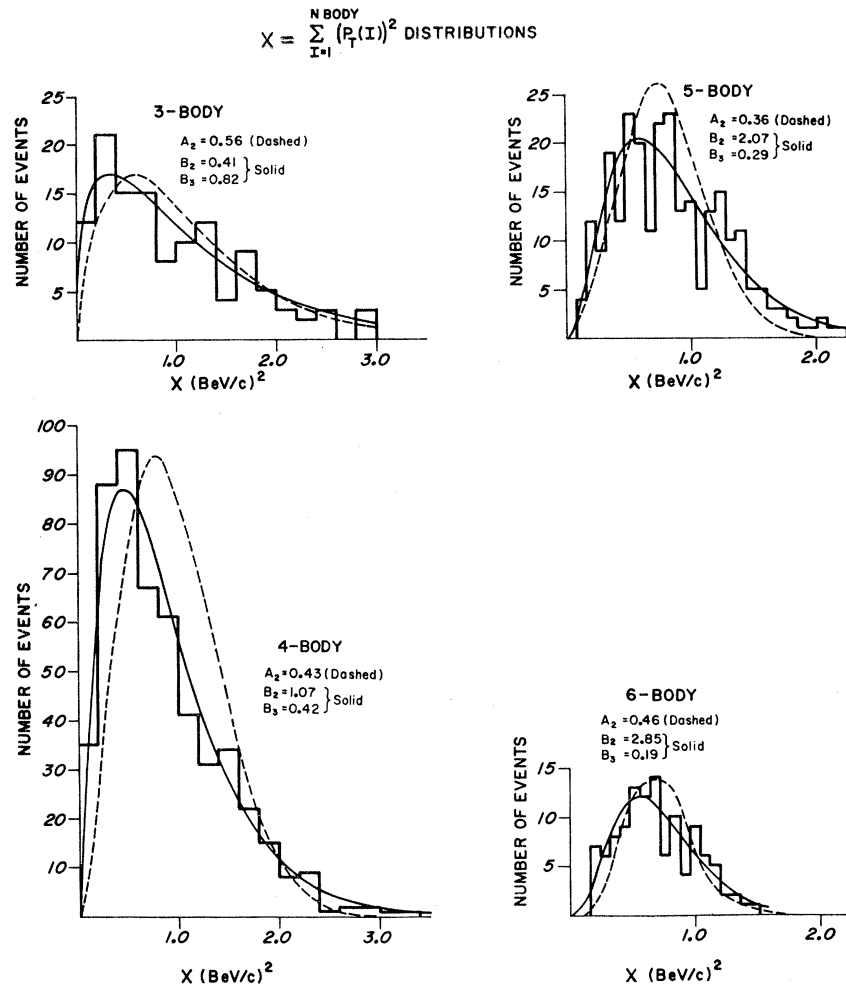 N BODY
X = Σ (P_T(I))² DISTRIBUTIONS
I=1
3-BODY
A₂=0.56 (Dashed)
B₂=0.41
B₃=0.82 } Solid
NUMBER OF EVENTS
25
20
15
10
5
1.0 2.0 3.0
X (BeV/c)²
5-BODY
A₂=0.36 (Dashed)
B₂=2.07
B₃=0.29 } Solid
NUMBER OF EVENTS
25
20
15
10
5
1.0 2.0
X (BeV/c)²
4-BODY
A₂=0.43 (Dashed)
B₂=1.07
B₃=0.42 } Solid
NUMBER OF EVENTS
100
90
80
70
60
50
40
30
20
10
1.0 2.0 3.0
X (BeV/c)²
6-BODY
A₂=0.46 (Dashed)
B₂=2.85
B₃=0.19 } Solid
NUMBER OF EVENTS
15
10
5
1.0 2.0
X (BeV/c)²